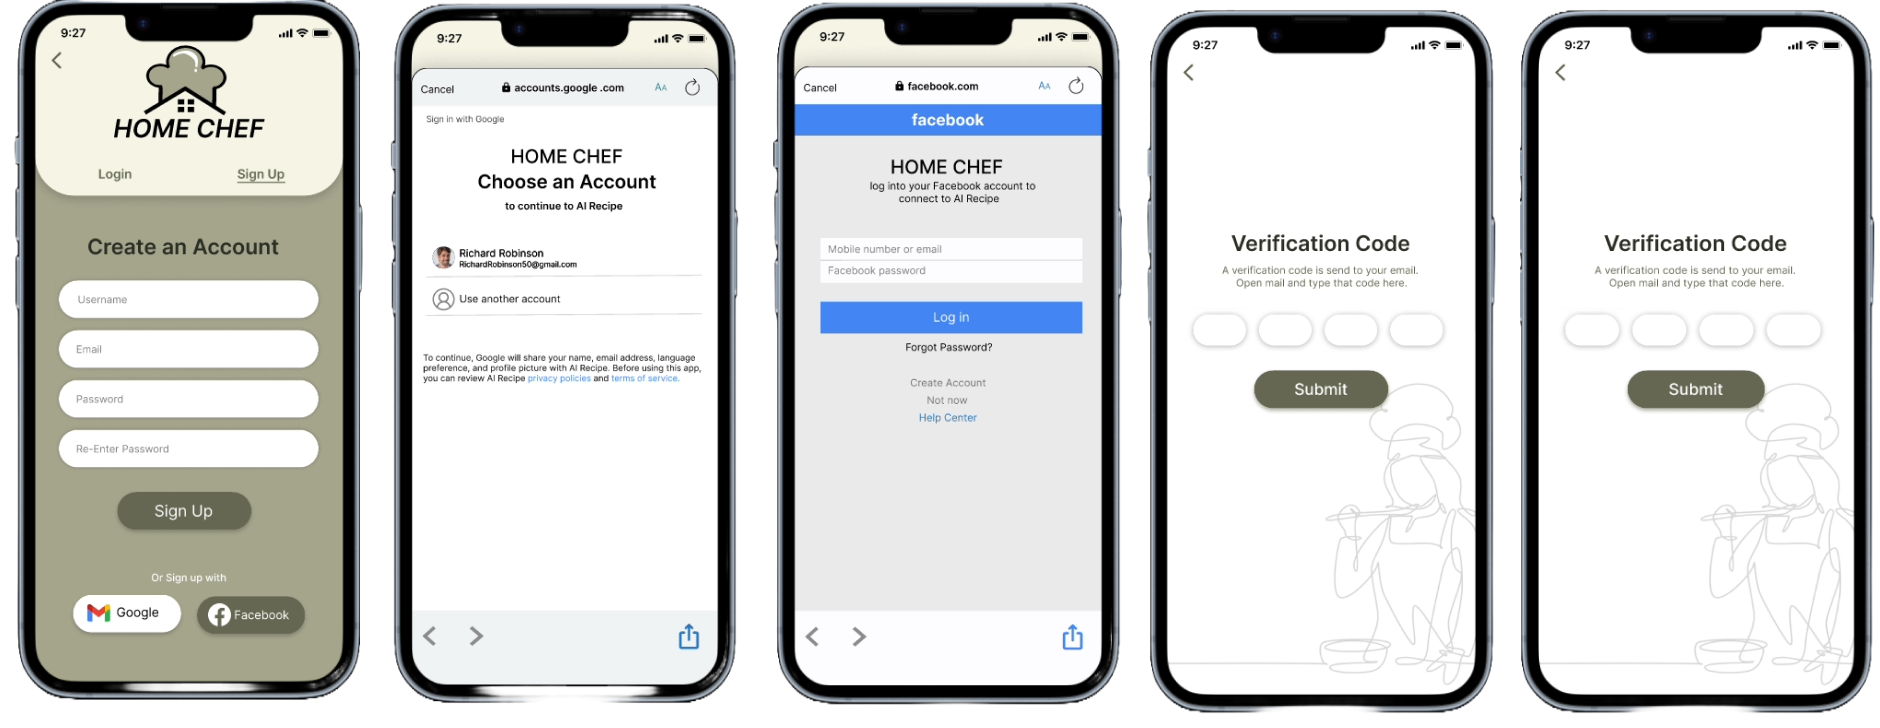 9:27
HOME CHEF
Login
Sign Up
Create an Account
Username
Email
Password
Re-Enter Password
Sign Up
Or Sign up with
Google
Facebook
9:27
Cancel
accounts.google .com
AA
Sign in with Google
HOME CHEF
Choose an Account
to continue to AI Recipe
Richard Robinson
RichardRobinson50@gmail.com
Use another account
To continue, Google will share your name, email address, language
preference, and profile picture with AI Recipe. Before using this app,
you can review AI Recipe privacy policies and terms of service.
9:27
Cancel
facebook.com
AA
facebook
HOME CHEF
log into your Facebook account to
connect to AI Recipe
Mobile number or email
Facebook password
Log in
Forgot Password?
Create Account
Not now
Help Center
9:27
Verification Code
A verification code is send to your email.
Open mail and type that code here.
Submit
9:27
Verification Code
A verification code is send to your email.
Open mail and type that code here.
Submit